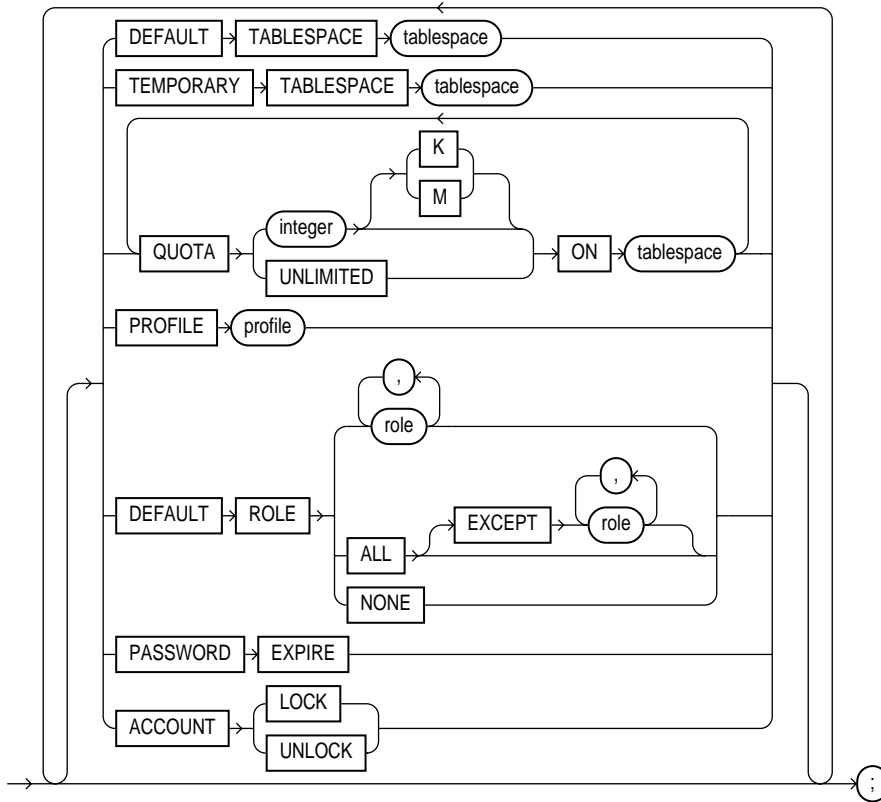 DEFAULT TABLESPACE tablespace
TEMPORARY TABLESPACE tablespace
K
M
integer
QUOTA ON tablespace
UNLIMITED
PROFILE profile
,
role
,
DEFAULT ROLE EXCEPT role
ALL
NONE
PASSWORD EXPIRE
LOCK
ACCOUNT
UNLOCK
;